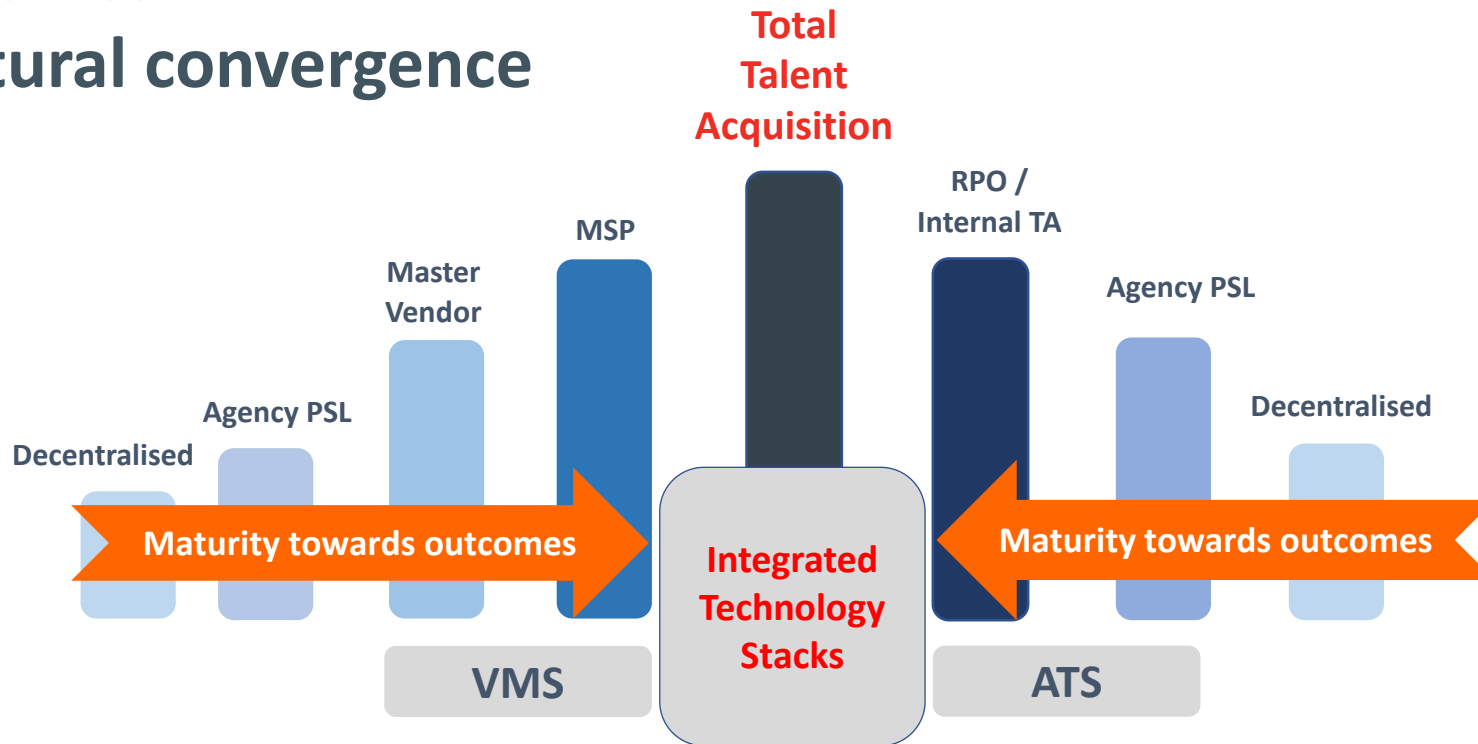 Total
Talent
Acquisition
tural convergence
RPO /
Internal TA
MSP
Master
Vendor
Agency PSL
Agency PSL
Decentralised
Decentralised
Maturity towards outcomes
Maturity towards outcomes
Integrated
Technology
Stacks
VMS
ATS